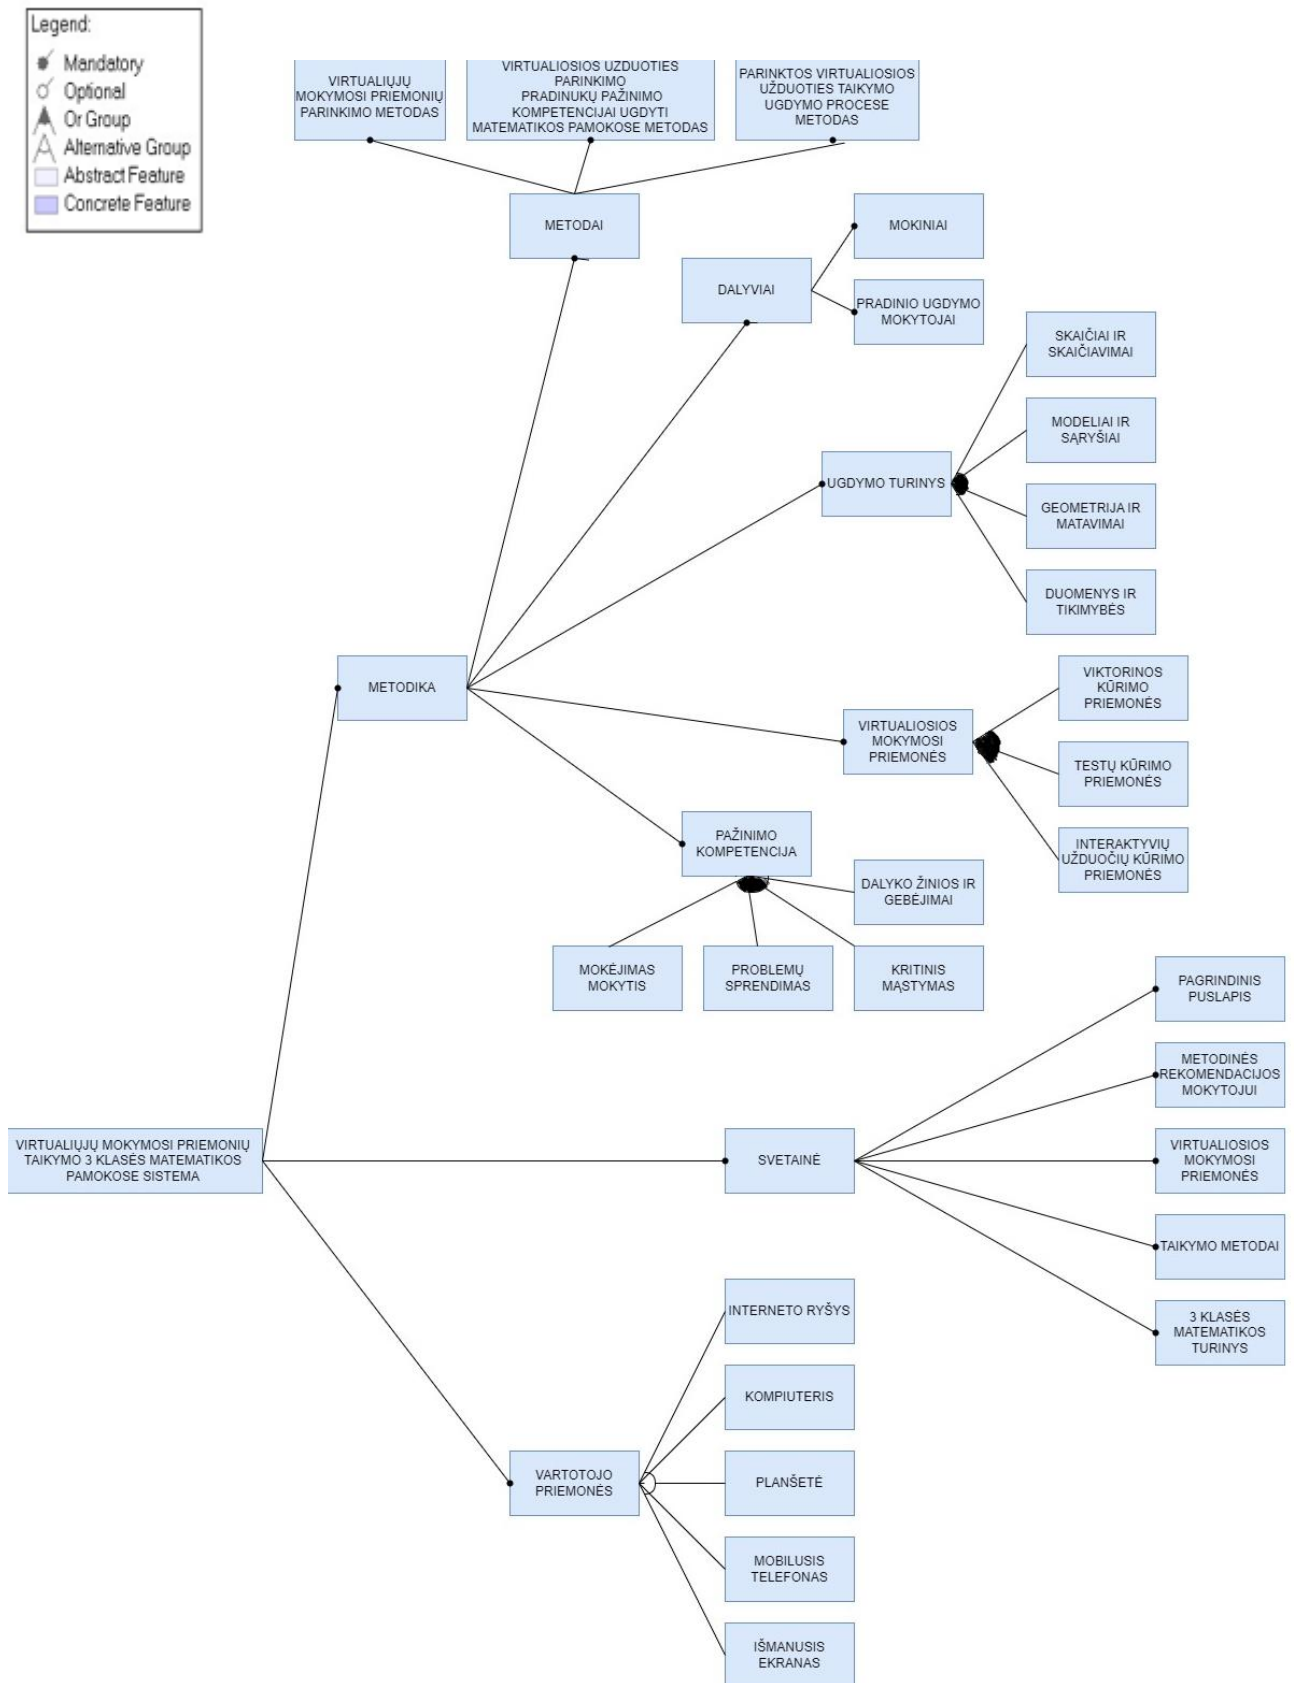 Legend:
Mandatory
Optional
Or Group
Alternative Group
Abstract Feature
Concrete Feature
VIRTUALIŲJŲ
MOKYMOSI PRIEMONIŲ
PARINKIMO METODAS
VIRTUALIOSIOS UŽDUOTIES
PARINKIMO
PRADINUKŲ PAŽINIMO
KOMPETENCIJAI UGDYTI
MATEMATIKOS PAMOKOSE METODAS
PARINKTOS VIRTUALIOSIOS
UŽDUOTIES TAIKYMO
UGDYMO PROCESE
METODAS
METODAI
MOKINIAI
DALYVIAI
PRADINIO UGDYMO
MOKYTOJAI
SKAIČIAI IR
SKAIČIAVIMAI
MODELIAI IR
SĄRYŠIAI
UGDYMO TURINYS
GEOMETRIJA IR
MATAVIMAI
DUOMENYS IR
TIKIMYBĖS
METODIKA
VIKTORINOS
KŪRIMO
PRIEMONĖS
VIRTUALIOSIOS
MOKYMOSI
PRIEMONĖS
TESTŲ KŪRIMO
PRIEMONĖS
INTERAKTYVIŲ
UŽDUOČIŲ KŪRIMO
PRIEMONĖS
PAŽINIMO
KOMPETENCIJA
DALYKO ŽINIOS IR
GEBĖJIMAI
MOKĖJIMAS
MOKYTIS
PROBLEMŲ
SPRENDIMAS
KRITINIS
MĄSTYMAS
PAGRINDINIS
PUSLAPIS
METODINĖS
REKOMENDACIJOS
MOKYTOJUI
VIRTUALIŲJŲ MOKYMOSI PRIEMONIŲ
TAIKYMO 3 KLASĖS MATEMATIKOS
PAMOKOSE SISTEMA
SVETAINĖ
VIRTUALIOSIOS
MOKYMOSI
PRIEMONĖS
TAIKYMO METODAI
3 KLASĖS
MATEMATIKOS
TURINYS
INTERNETO RYŠYS
KOMPIUTERIS
VARTOTOJO
PRIEMONĖS
PLANŠETĖ
MOBILUSIS
TELEFONAS
IŠMANUSIS
EKRANAS